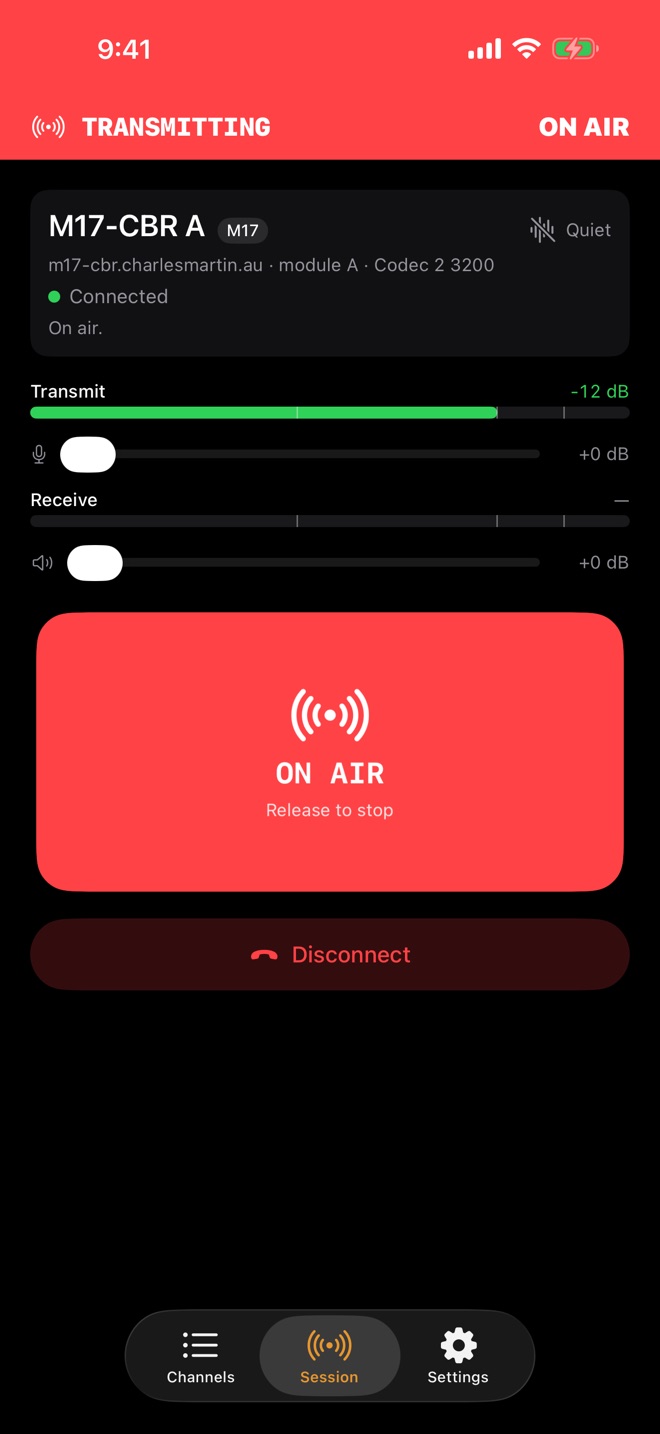 9:41
TRANSMITTING ON AIR
M17-CBR A M17 Quiet
m17-cbr.charlesmartin.au · module A · Codec 2 3200
Connected
On air.
Transmit -12 dB
+0 dB
Receive —
+0 dB
ON AIR
Release to stop
Disconnect
Channels Session Settings